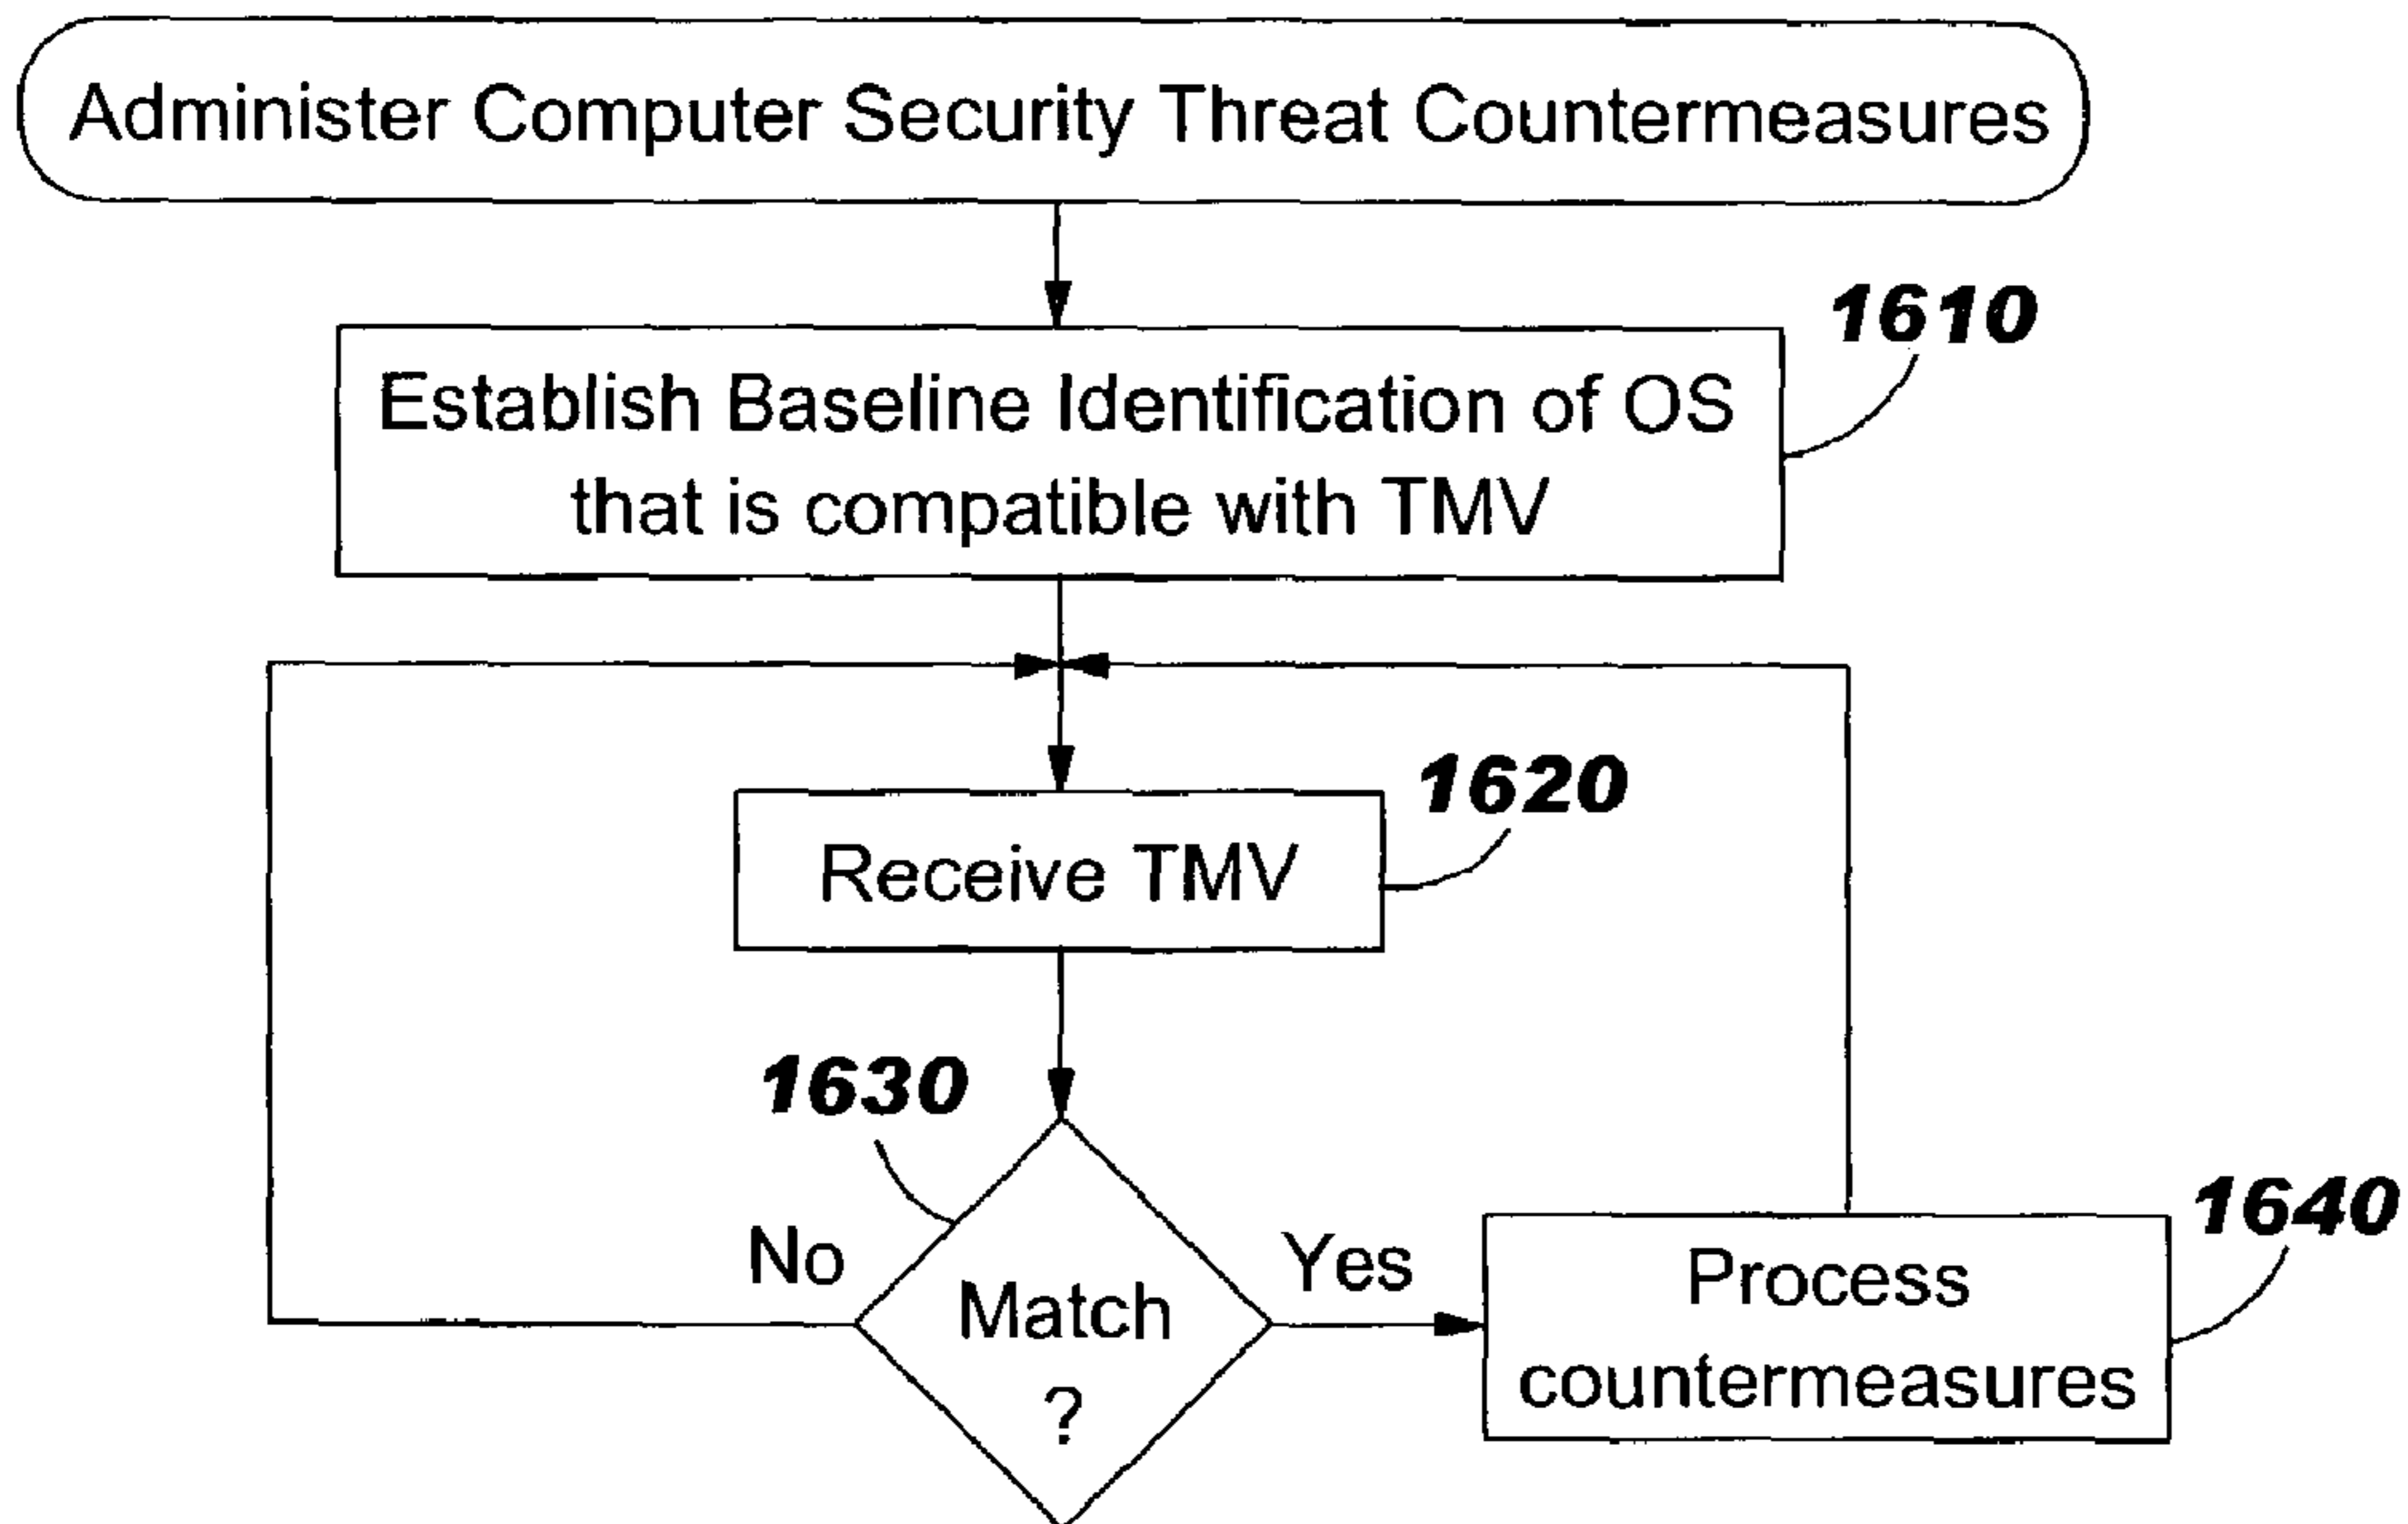 Administer Computer Security Threat Countermeasures
1610
Establish Baseline Identification of OS
that is compatible with TMV
1620
Receive TMV
1630
No
Match
?
Yes
1640
Process
countermeasures